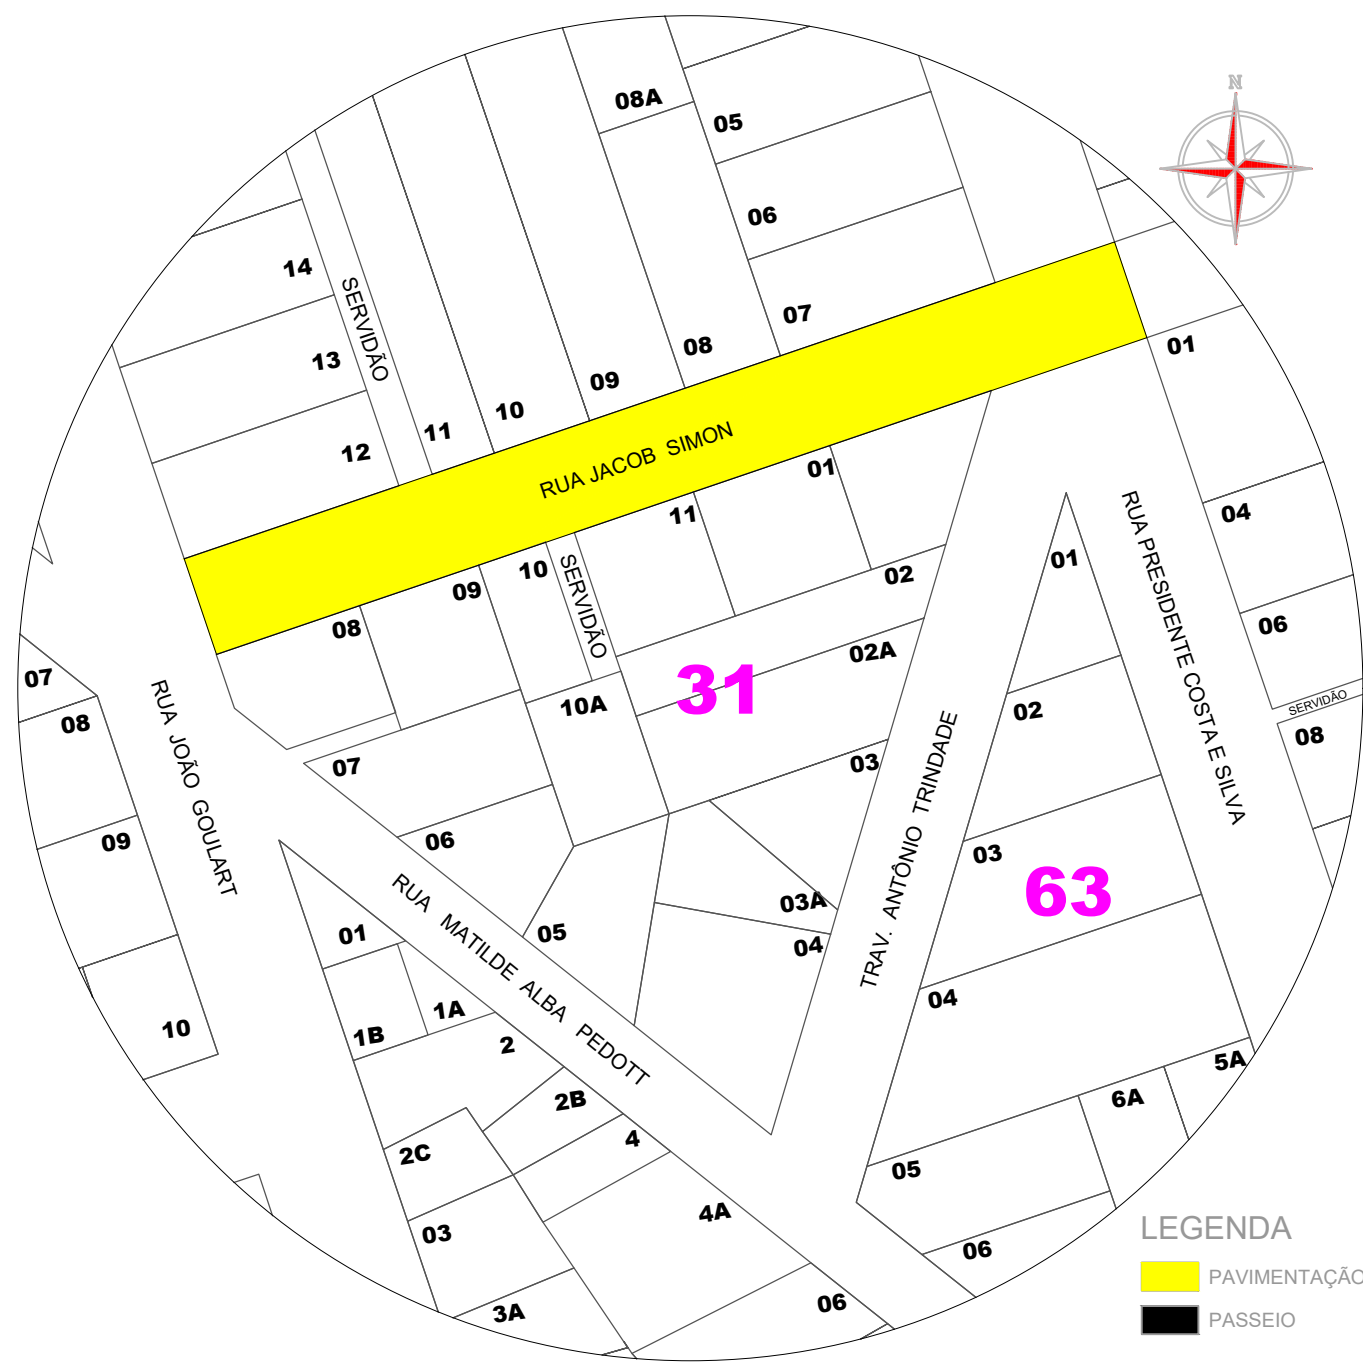 N
08A
05
06
14
SERVIDÃO
07
13
08
01
09
10
11
12
RUA JACOB SIMON
01
11
04
RUA PRESIDENTE COSTA E SILVA
01
02
10
SERVIDÃO
09
08
06
02A
31
07
08
RUA JOÃO GOULART
10A
02
SERVIDÃO
08
TRAV. ANTÔNIO TRINDADE
07
03
09
06
03
63
RUA MATILDE ALBA PEDOTT
03A
01
05
04
04
10
1B
1A
2
5A
2B
6A
4
2C
05
03
4A
06
3A
06
LEGENDA
PAVIMENTAÇÃO
PASSEIO